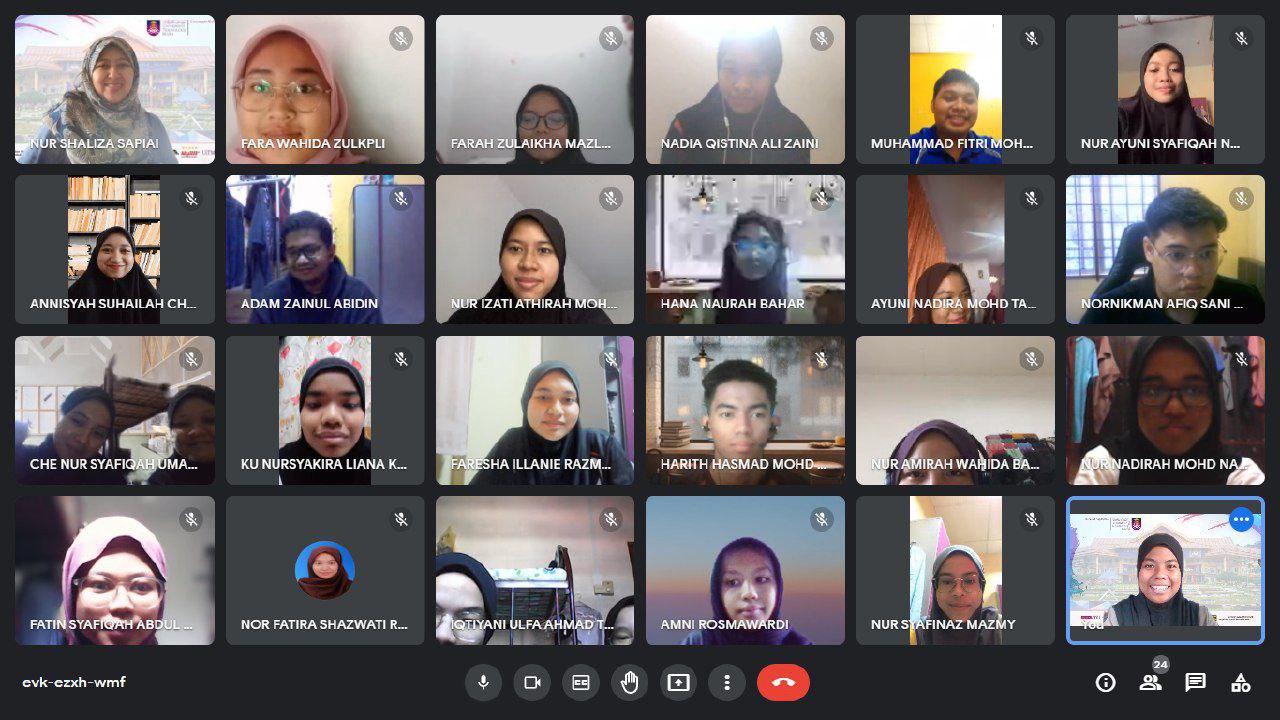 NUR SHALIZA SAPIAI
FARA WAHIDA ZULKPLI
FARAH ZULAIKHA MAZL...
NADIA QISTINA ALI ZAINI
MUHAMMAD FITRI MOH...
NUR AYUNI SYAFIQAH N...
ANNISYAH SUHAILAH CH...
ADAM ZAINUL ABIDIN
NUR IZATI ATHIRAH MOH...
HANA NAURAH BAHAR
AYUNI NADIRA MOHD TA...
NORNIKMAN AFIQ SANI ...
CHE NUR SYAFIQAH UMA...
KU NURSYAKIRA LIANA K...
FARESHA ILLANIE RAZM...
HARITH HASMAD MOHD ...
NUR AMIRAH WAHIDA BA...
NUR NADIRAH MOHD NA...
FATIN SYAFIQAH ABDUL ...
NOR FATIRA SHAZWATI R...
IQTIYANI ULFA AHMAD T...
AMNI ROSMAWARDI
NUR SYAFINAZ MAZMY
You
evk-ezxh-wmf
24